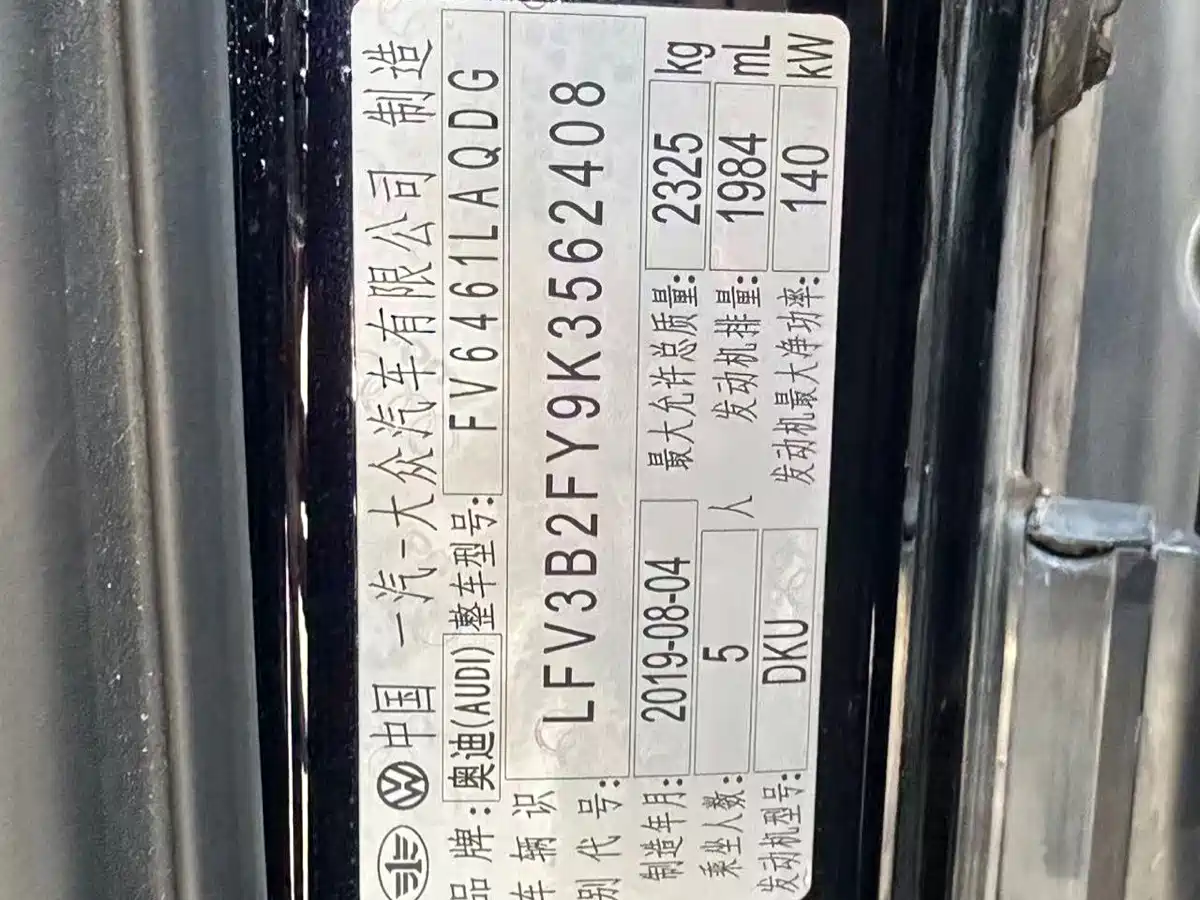 中国 一汽-大众汽车有限公司 制造
品牌: 奥迪(AUDI) 整车型号: FV6461LAQDG
车辆识别代号: LFV3B2FY9K3562408
制造年月: 2019-08-04 最大允许总质量: 2325 kg
乘坐人数: 5 人 发动机排量: 1984 mL
发动机型号: DKU 发动机最大净功率: 140 kW